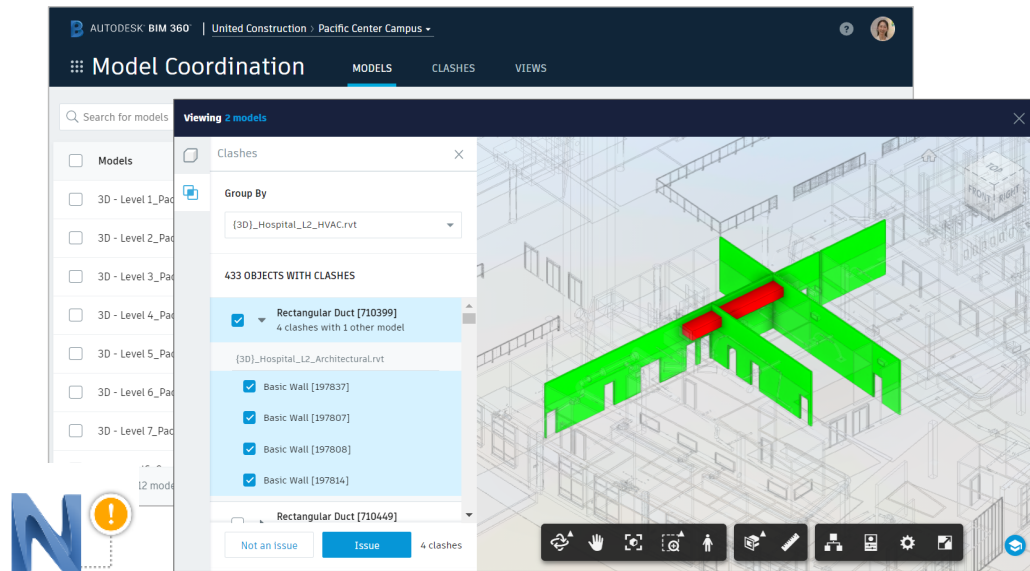 AUTODESK® BIM 360® United Construction › Pacific Center Campus
Model Coordination MODELS CLASHES VIEWS
Search for models
Viewing 2 models
Models
3D - Level 1_Pac
3D - Level 2_Pac
3D - Level 3_Pac
3D - Level 4_Pac
3D - Level 5_Pac
3D - Level 6_Pac
3D - Level 7_Pac
12 mode
Clashes
Group By
{3D}_Hospital_L2_HVAC.rvt
433 OBJECTS WITH CLASHES
Rectangular Duct [710399]
4 clashes with 1 other model
{3D}_Hospital_L2_Architectural.rvt
Basic Wall [197837]
Basic Wall [197807]
Basic Wall [197808]
Basic Wall [197814]
Rectangular Duct [710449]
Not an issue Issue 4 clashes
TOP
FRONT RIGHT